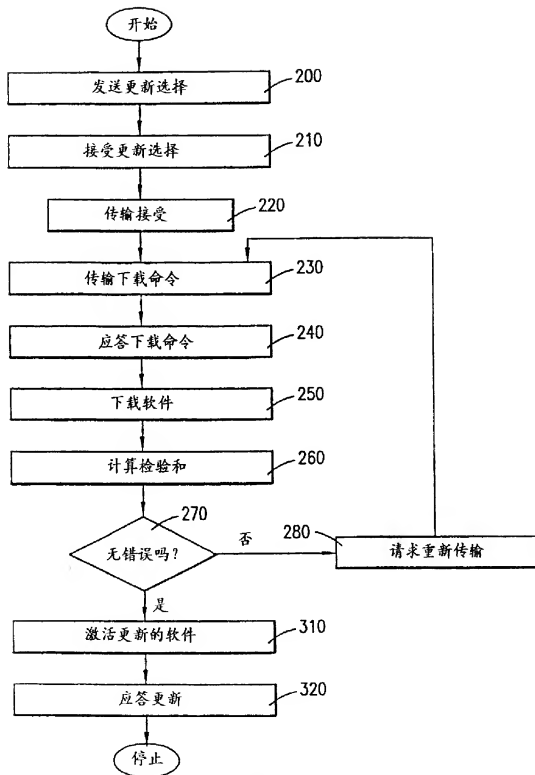 开始
发送更新选择
200
接受更新选择
210
传输接受
220
传输下载命令
230
应答下载命令
240
下载软件
250
计算检验和
260
270
无错误吗?
否
280
请求重新传输
是
激活更新的软件
310
应答更新
320
停止